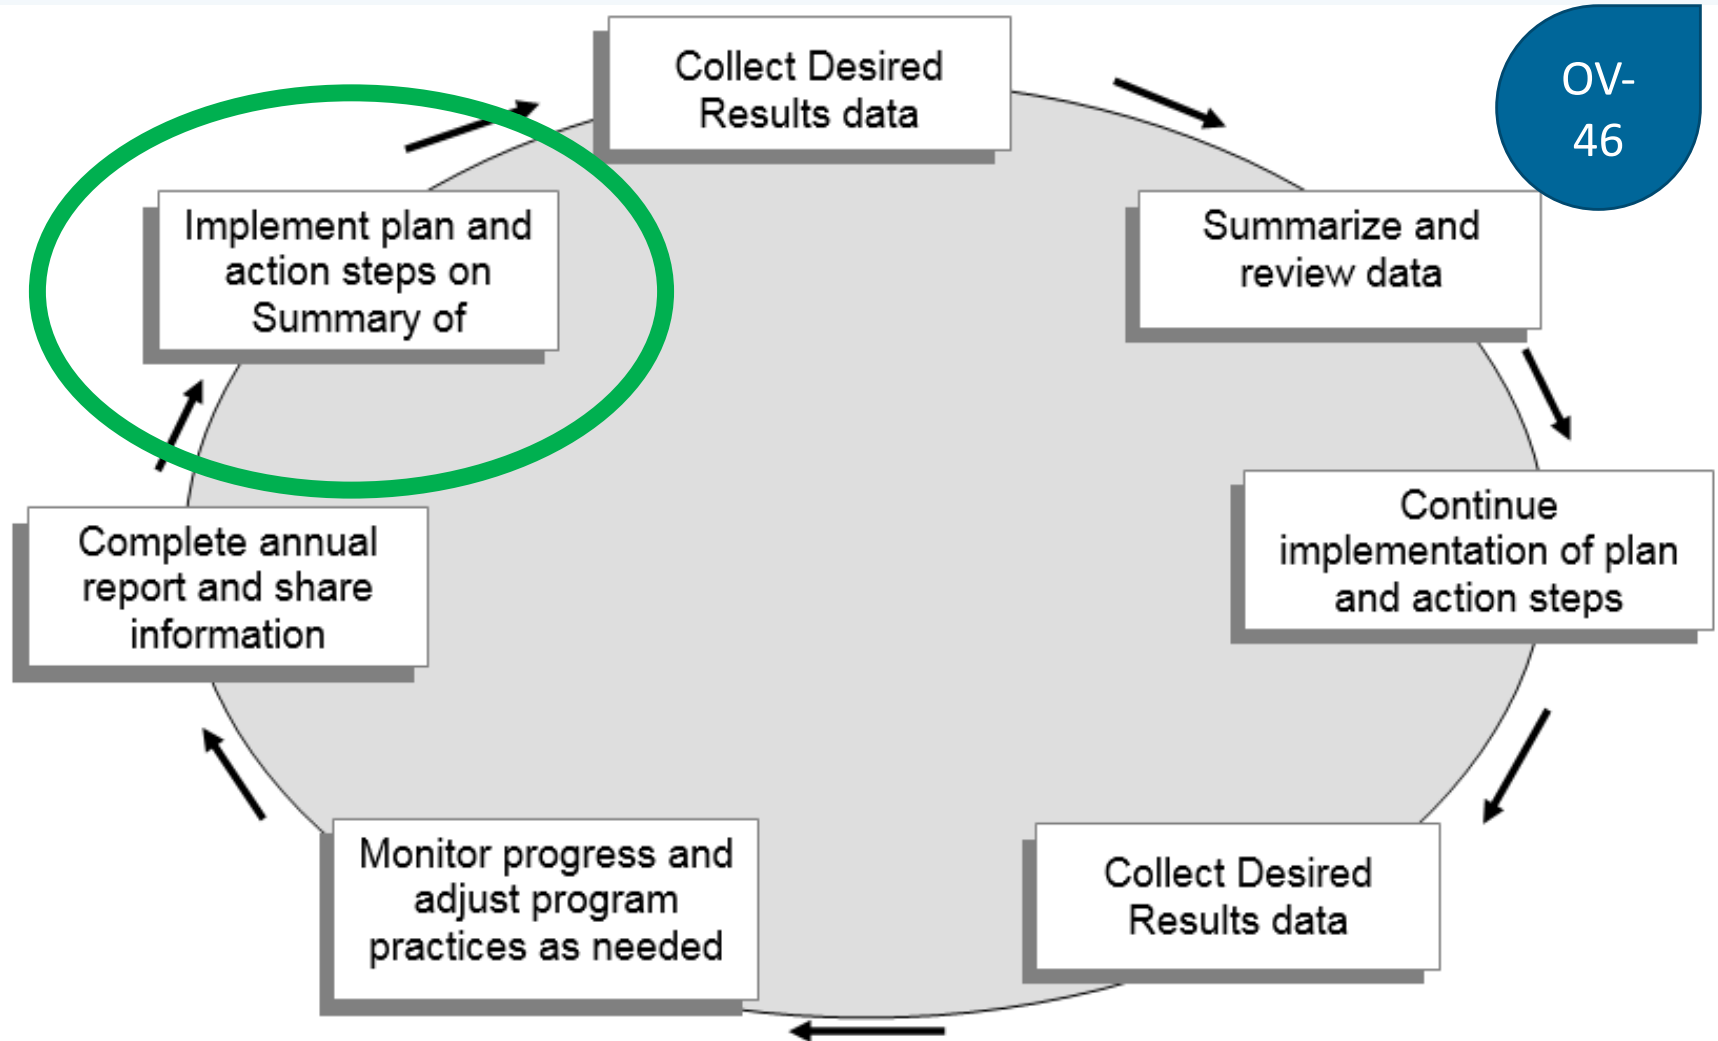 Collect Desired
Results data
OV-
46
Implement plan and
action steps on
Summary of
Summarize and
review data
Continue
implementation of plan
and action steps
Complete annual
report and share
information
Monitor progress and
adjust program
practices as needed
Collect Desired
Results data